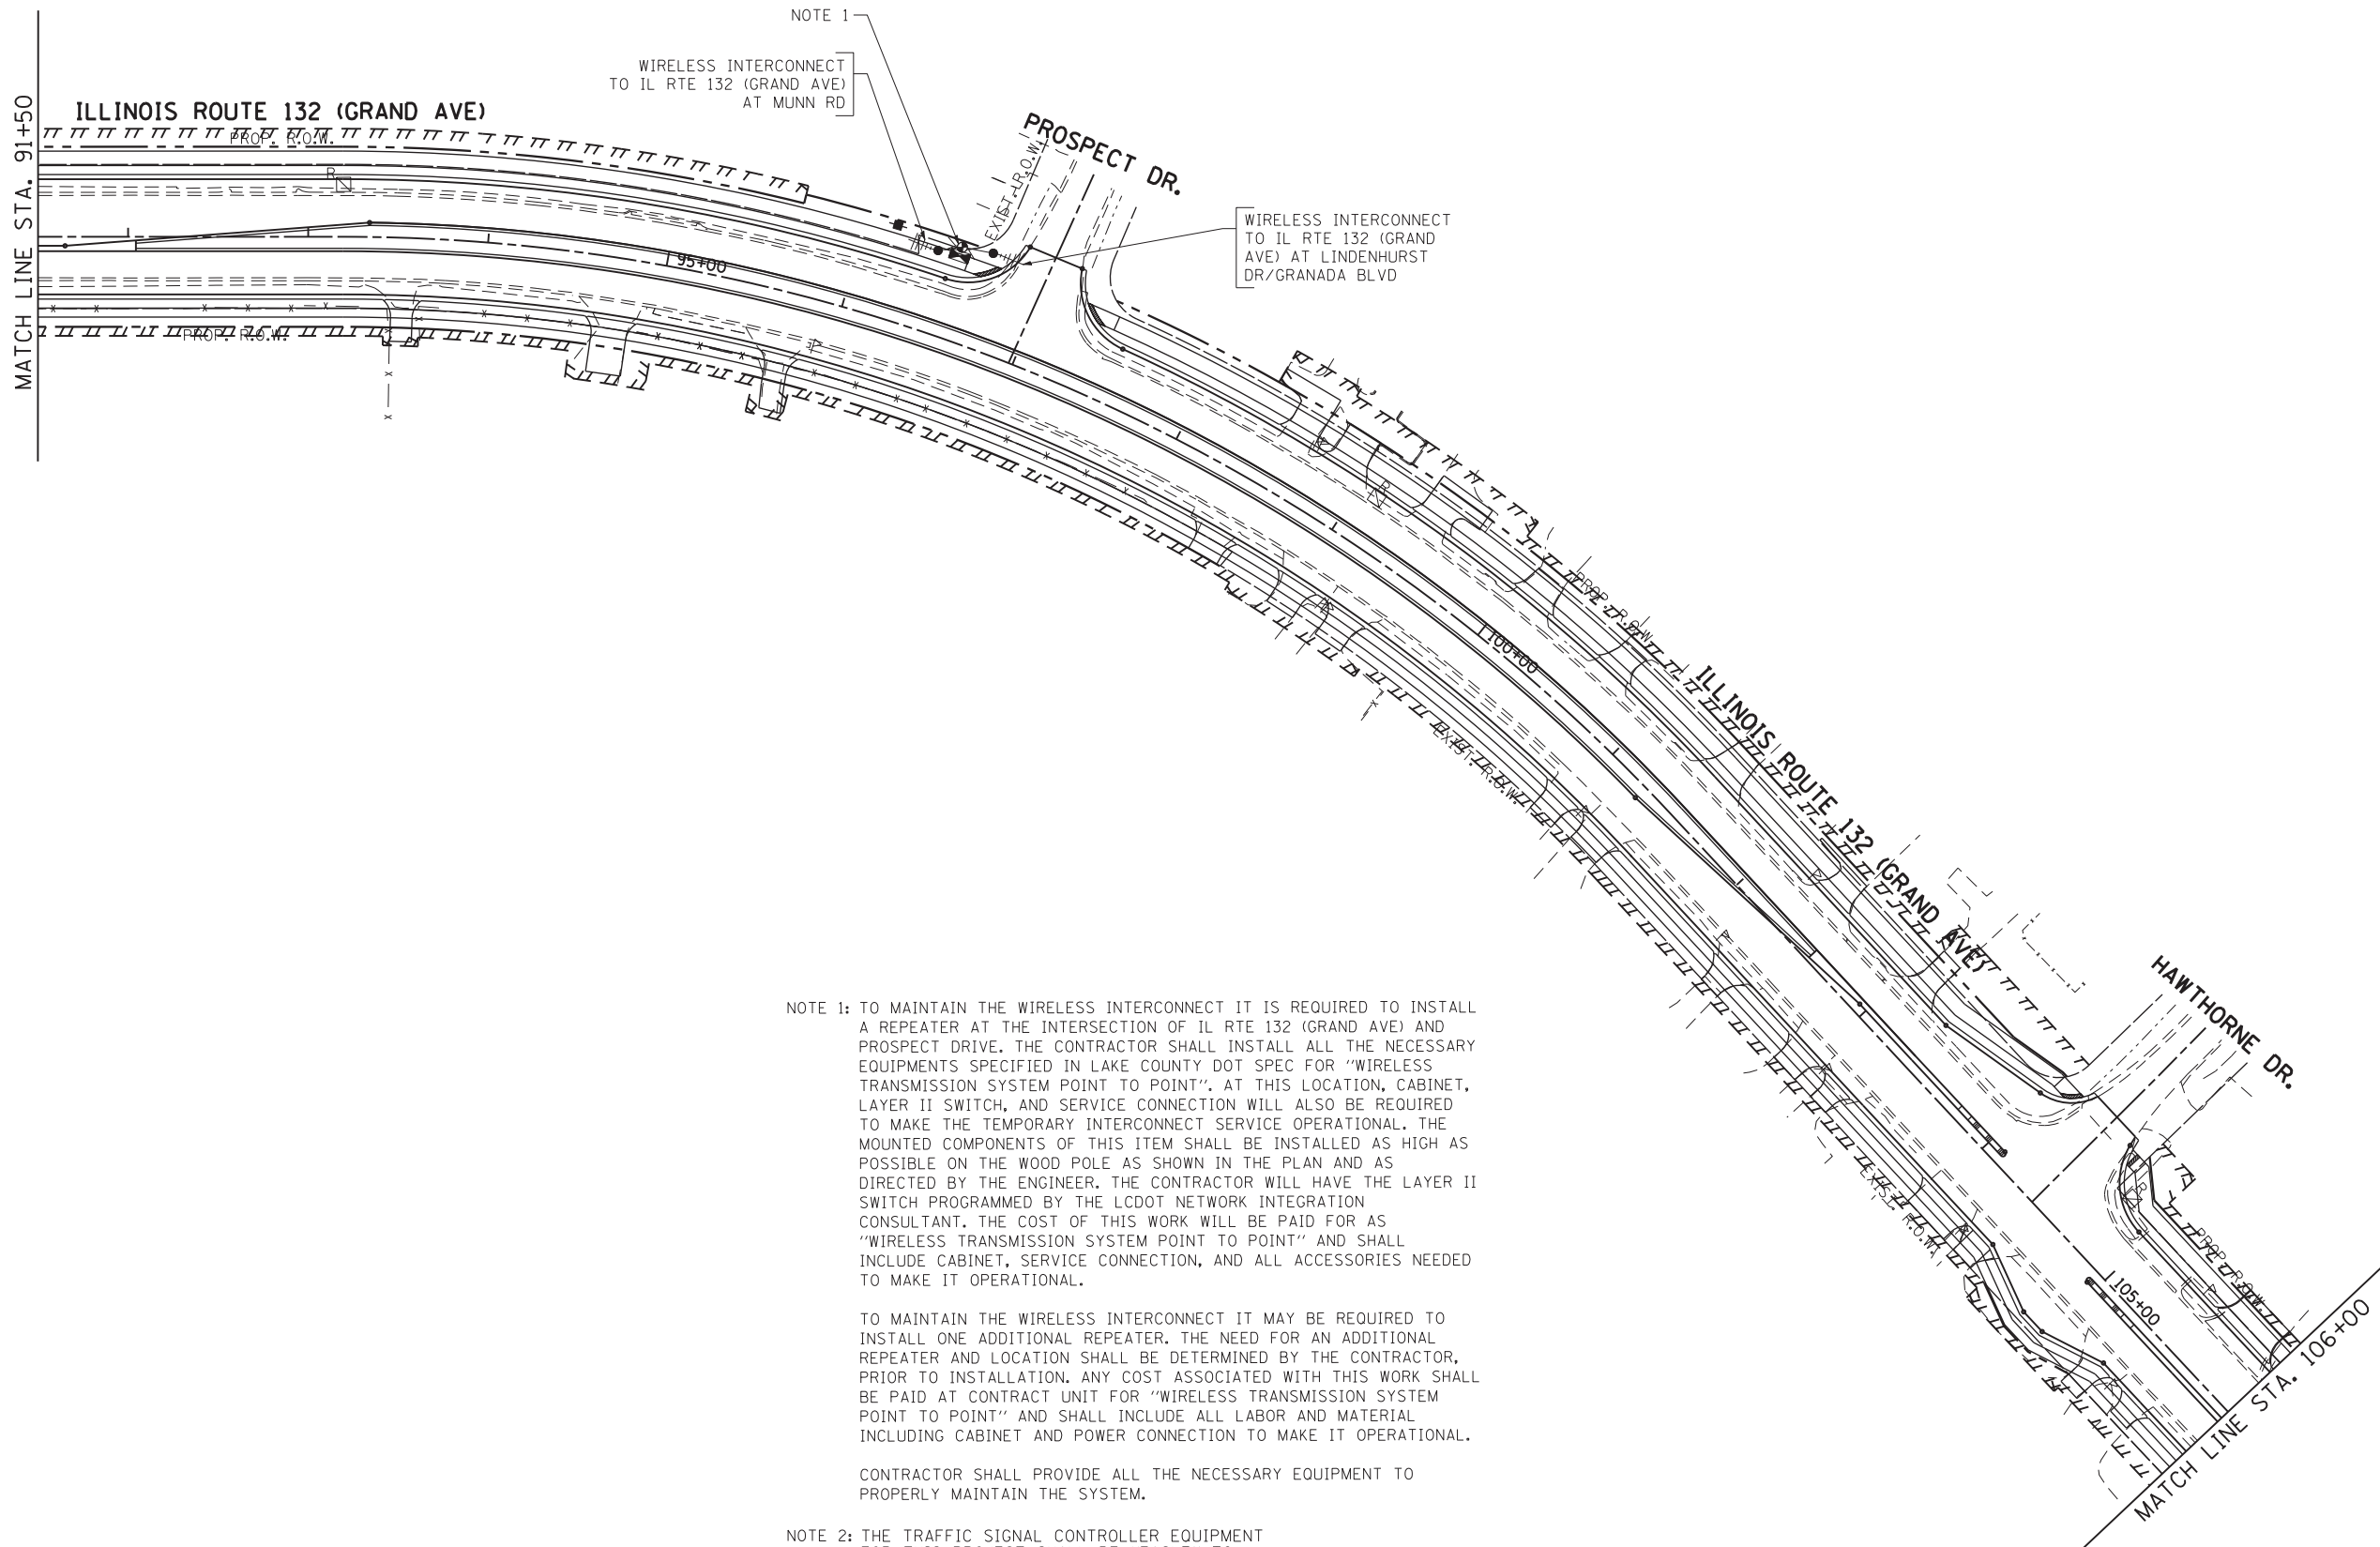 NOTE 1
WIRELESS INTERCONNECT
TO IL RTE 132 (GRAND AVE)
AT MUNN RD
MATCH LINE STA. 91+50
ILLINOIS ROUTE 132 (GRAND AVE)
PROP. R.O.W.
R
PROSPECT DR.
EXIST. R.O.W.
WIRELESS INTERCONNECT
TO IL RTE 132 (GRAND
AVE) AT LINDENHURST
DR/GRANADA BLVD
95+00
PROP. R.O.W.
R
PROP. R.O.W.
100+00
ILLINOIS ROUTE 132 (GRAND
AVE)
EXIST. R.O.W.
HAWTHORNE DR.
EXIST. R.O.W.
R
PROP. R.O.W.
105+00
MATCH LINE STA. 106+00
NOTE 1: TO MAINTAIN THE WIRELESS INTERCONNECT IT IS REQUIRED TO INSTALL
A REPEATER AT THE INTERSECTION OF IL RTE 132 (GRAND AVE) AND
PROSPECT DRIVE. THE CONTRACTOR SHALL INSTALL ALL THE NECESSARY
EQUIPMENTS SPECIFIED IN LAKE COUNTY DOT SPEC FOR "WIRELESS
TRANSMISSION SYSTEM POINT TO POINT". AT THIS LOCATION, CABINET,
LAYER II SWITCH, AND SERVICE CONNECTION WILL ALSO BE REQUIRED
TO MAKE THE TEMPORARY INTERCONNECT SERVICE OPERATIONAL. THE
MOUNTED COMPONENTS OF THIS ITEM SHALL BE INSTALLED AS HIGH AS
POSSIBLE ON THE WOOD POLE AS SHOWN IN THE PLAN AND AS
DIRECTED BY THE ENGINEER. THE CONTRACTOR WILL HAVE THE LAYER II
SWITCH PROGRAMMED BY THE LCDOT NETWORK INTEGRATION
CONSULTANT. THE COST OF THIS WORK WILL BE PAID FOR AS
"WIRELESS TRANSMISSION SYSTEM POINT TO POINT" AND SHALL
INCLUDE CABINET, SERVICE CONNECTION, AND ALL ACCESSORIES NEEDED
TO MAKE IT OPERATIONAL.
TO MAINTAIN THE WIRELESS INTERCONNECT IT MAY BE REQUIRED TO
INSTALL ONE ADDITIONAL REPEATER. THE NEED FOR AN ADDITIONAL
REPEATER AND LOCATION SHALL BE DETERMINED BY THE CONTRACTOR,
PRIOR TO INSTALLATION. ANY COST ASSOCIATED WITH THIS WORK SHALL
BE PAID AT CONTRACT UNIT FOR "WIRELESS TRANSMISSION SYSTEM
POINT TO POINT" AND SHALL INCLUDE ALL LABOR AND MATERIAL
INCLUDING CABINET AND POWER CONNECTION TO MAKE IT OPERATIONAL.
CONTRACTOR SHALL PROVIDE ALL THE NECESSARY EQUIPMENT TO
PROPERLY MAINTAIN THE SYSTEM.
NOTE 2: THE TRAFFIC SIGNAL CONTROLLER EQUIPMENT